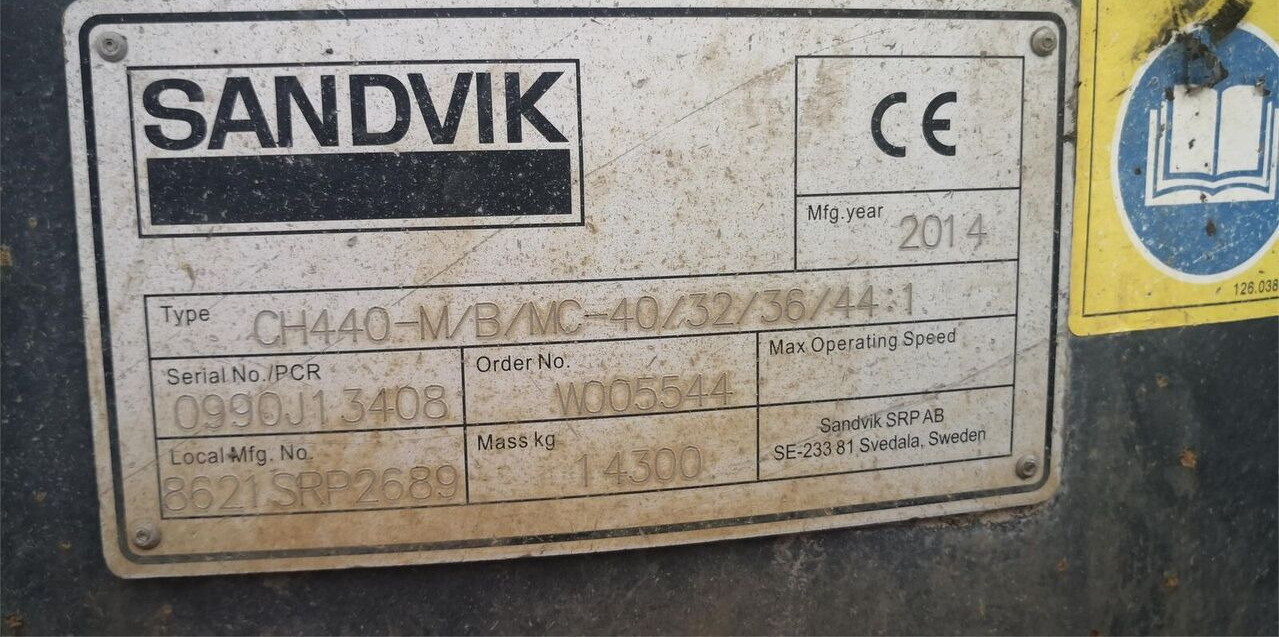 SANDVIK
CE
Mfg.year 2014
Type CH440-M/B/MC-40/32/36/44:1
Serial No./PCR Order No. Max Operating Speed
0990J13408 W005544
Local Mfg. No. Mass kg Sandvik SRP AB
8621SRP2689 14300 SE-233 81 Svedala, Sweden
126.038